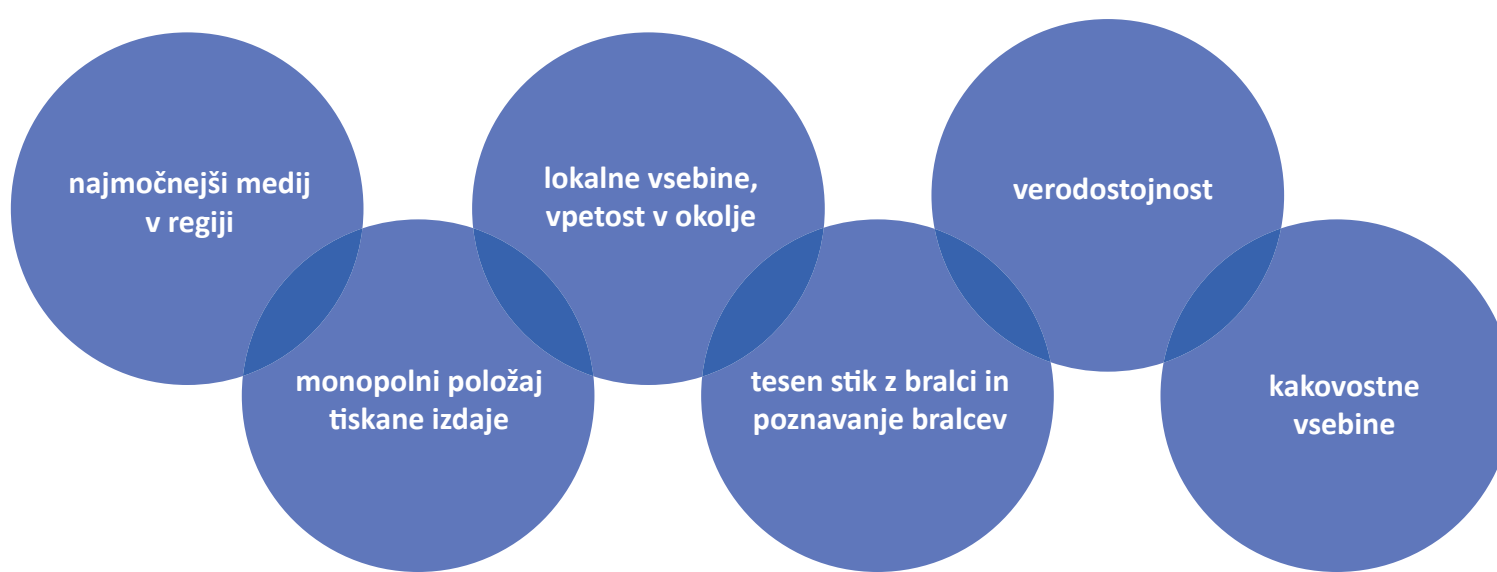 najmočnejši medij
v regiji
monopolni položaj
tiskane izdaje
lokalne vsebine,
vpetost v okolje
tesen stik z bralci in
poznavanje bralcev
verodostojnost
kakovostne
vsebine